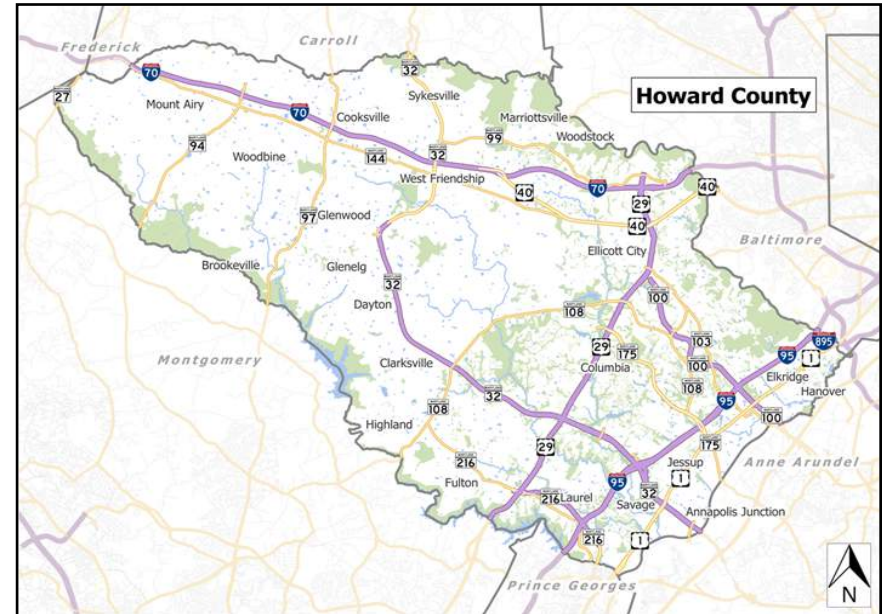 Frederick
Carroll
70
32
27
Mount Airy
70
Sykesville
Howard County
Cooksville
Marriottsville
94
99
Woodstock
Woodbine
144
32
West Friendship
40
70
40
29
97
Glenwood
40
Baltimore
Ellicott City
Brookeville
Glenelg
32
100
Dayton
108
103
895
29
175
95
1
Montgomery
Clarksville
Columbia
100
Elkridge
32
108
Hanover
95
108
100
Highland
29
175
216
Jessup
Anne Arundel
Fulton
95
1
216
Laurel
32
Savage
Annapolis Junction
216
1
Prince Georges
N